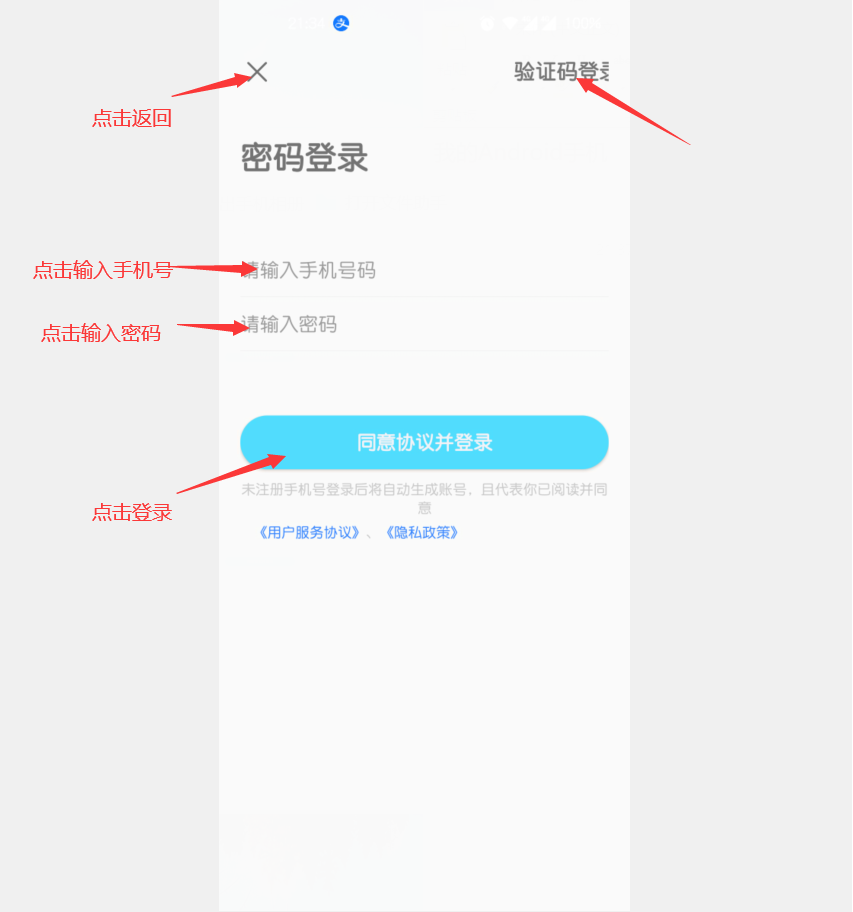 验证码登录
点击返回
密码登录
点击输入手机号
请输入手机号码
点击输入密码
请输入密码
同意协议并登录
点击登录
未注册手机号登录后将自动生成账号，且代表你已阅读并同
意
《用户服务协议》、《隐私政策》